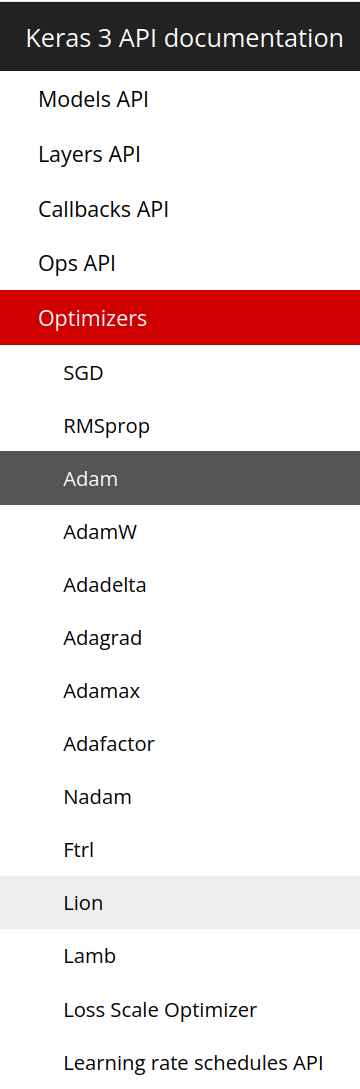 Keras 3 API documentation
Models API
Layers API
Callbacks API
Ops API
Optimizers
SGD
RMSprop
Adam
AdamW
Adadelta
Adagrad
Adamax
Adafactor
Nadam
Ftrl
Lion
Lamb
Loss Scale Optimizer
Learning rate schedules API